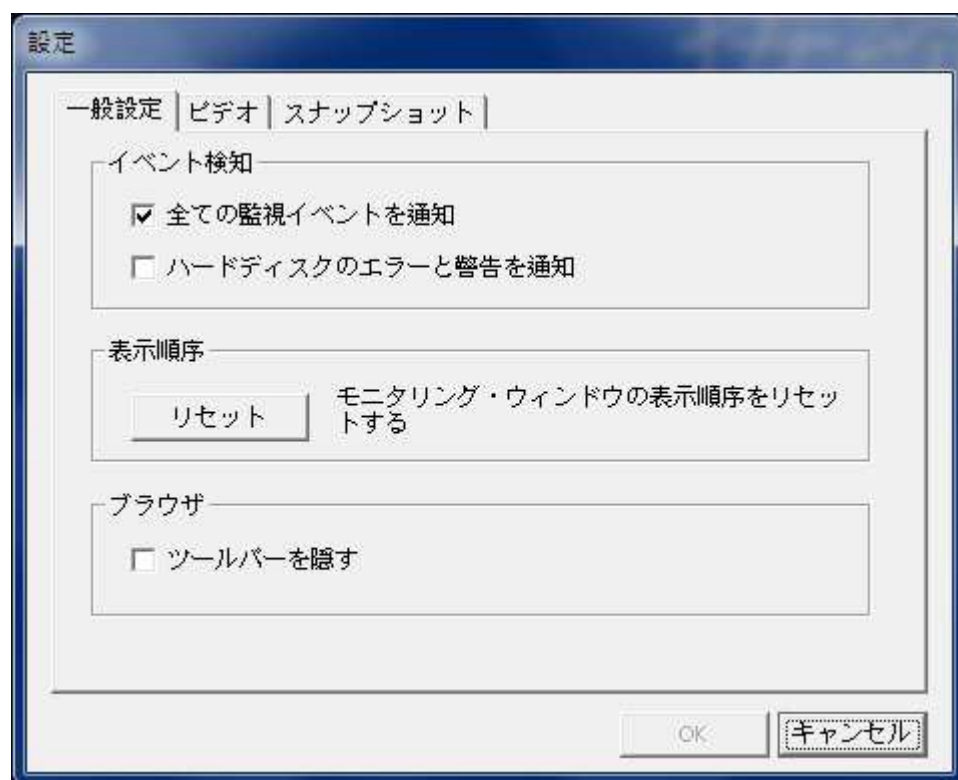 設定
一般設定 ビデオ スナップショット
イベント検知
全ての監視イベントを通知
ハードディスクのエラーと警告を通知
表示順序
リセット
モニタリング・ウィンドウの表示順序をリセッ
トする
ブラウザ
ツールバーを隠す
OK キャンセル